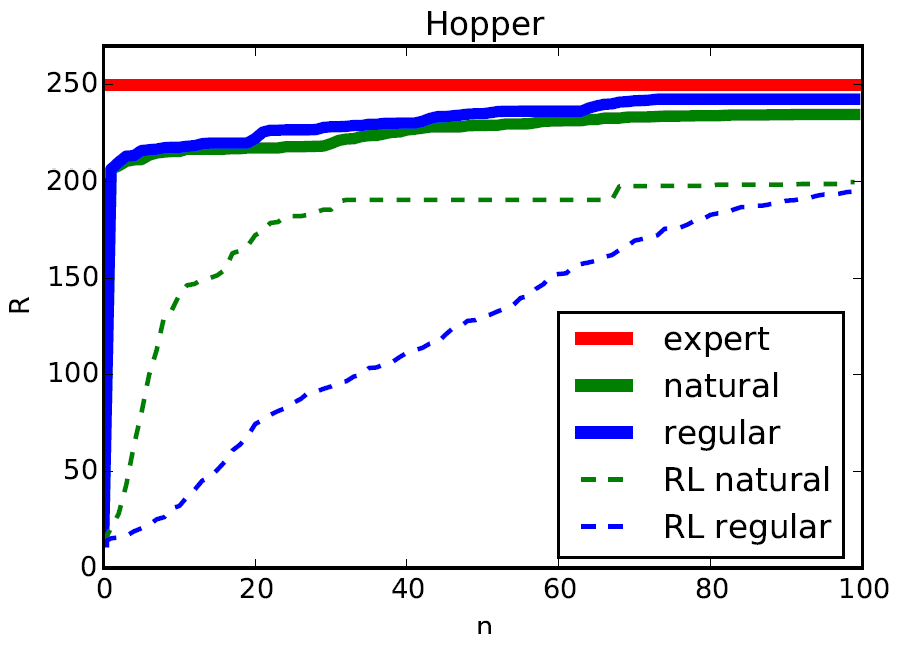 Hopper
R
250
200
150
100
50
0
0 20 40 60 80 100
n
expert
natural
regular
RL natural
RL regular